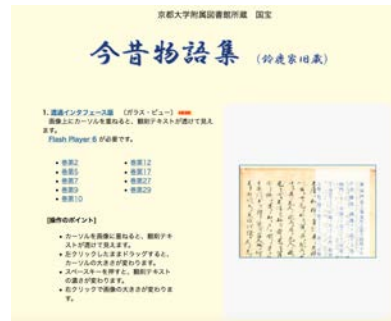 京都大学附属図書館所蔵　国宝
今昔物語集 (鈴鹿家旧蔵)
1. 透過インタフェース版 （ガラス・ビュー）
画像上にカーソルを重ねると、翻刻テキストが透けて見え
ます。
Flash Player 6 が必要です。
• 巻第2
• 巻第5
• 巻第7
• 巻第9
• 巻第10
• 巻第12
• 巻第17
• 巻第27
• 巻第29
[操作のポイント]
• カーソルを画像に重ねると、翻刻テキ
ストが透けて見えます。
• 左クリックしたままドラッグすると、
カーソルの大きさが変わります。
• スペースキーを押すと、翻刻テキスト
の濃さが変わります。
• 右クリックで画像の大きさが変わりま
す。